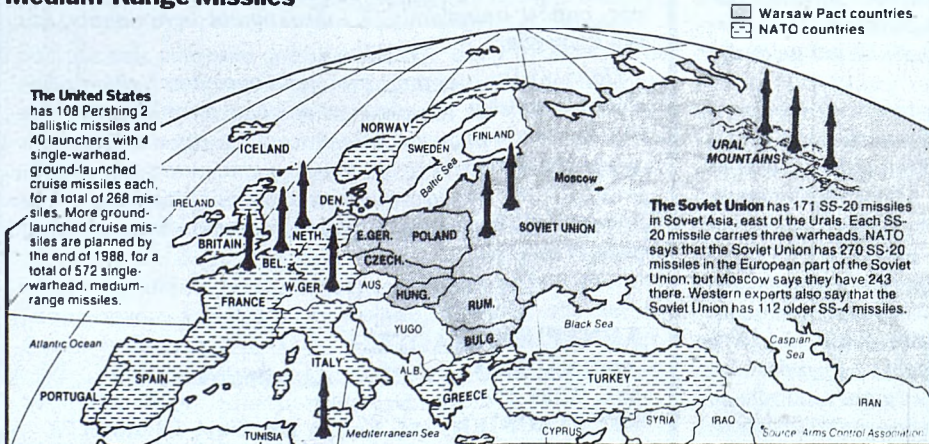 Medium-Range Missiles
Warsaw Pact countries
NATO countries
The United States
has 108 Pershing 2
ballistic missiles and
40 launchers with 4
single-warhead,
ground-launched
cruise missiles each,
for a total of 268 mis-
siles. More ground-
launched cruise mis-
siles are planned by
the end of 1988, for a
total of 572 single-
warhead, medium-
range missiles.
ICELAND
NORWAY
SWEDEN
FINLAND
Baltic Sea
Moscow
URAL
MOUNTAINS
IRELAND
BRITAIN
DEN.
NETH.
BEL.
E.GER.
POLAND
SOVIET UNION
CZECH.
W.GER.
AUS.
HUNG.
RUM.
FRANCE
YUGO
BULG.
Black Sea
Caspian
Sea
Atlantic Ocean
ITALY
ALB.
SPAIN
PORTUGAL
GREECE
TURKEY
IRAN
TUNISIA
Mediterranean Sea
CYPRUS
SYRIA
IRAQ
The Soviet Union has 171 SS-20 missiles
in Soviet Asia, east of the Urals. Each SS-
20 missile carries three warheads. NATO
says that the Soviet Union has 270 SS-20
missiles in the European part of the Soviet
Union, but Moscow says they have 243
there. Western experts also say that the
Soviet Union has 112 older SS-4 missiles.
Source: Arms Control Association